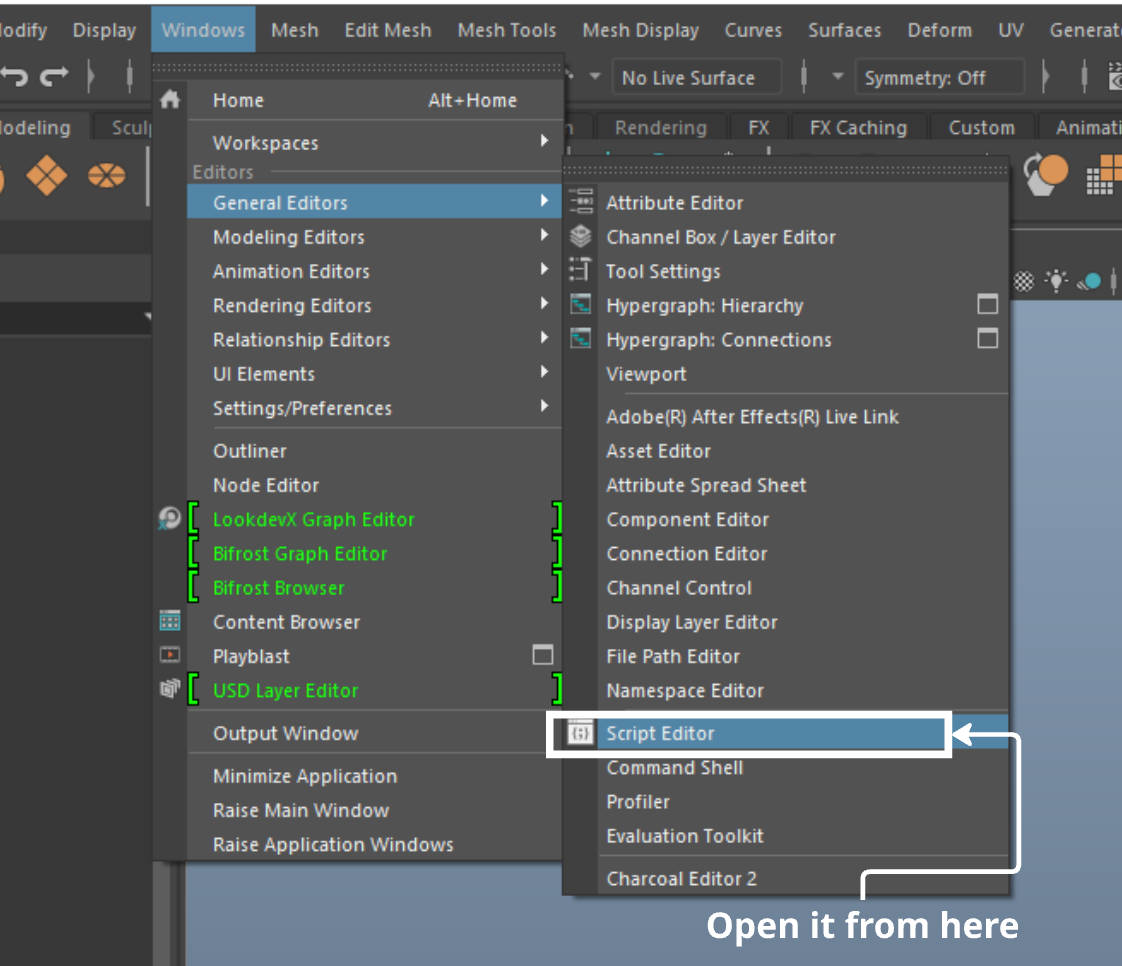 odify Display Windows Mesh Edit Mesh Mesh Tools Mesh Display Curves Surfaces Deform UV Generat
No Live Surface Symmetry: Off
odeling Scul Rendering FX FX Caching Custom Animati
Home Alt+Home
Workspaces
Editors
General Editors
Modeling Editors
Animation Editors
Rendering Editors
Relationship Editors
UI Elements
Settings/Preferences
Outliner
Node Editor
LookdevX Graph Editor
Bifrost Graph Editor
Bifrost Browser
Content Browser
Playblast
USD Layer Editor
Output Window
Minimize Application
Raise Main Window
Raise Application Windows
Attribute Editor
Channel Box / Layer Editor
Tool Settings
Hypergraph: Hierarchy
Hypergraph: Connections
Viewport
Adobe(R) After Effects(R) Live Link
Asset Editor
Attribute Spread Sheet
Component Editor
Connection Editor
Channel Control
Display Layer Editor
File Path Editor
Namespace Editor
Script Editor
Command Shell
Profiler
Evaluation Toolkit
Charcoal Editor 2
Open it from here